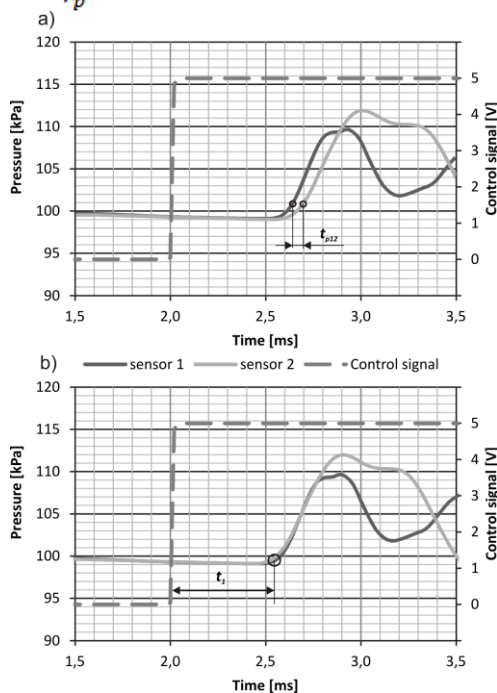 p
a)
120
115
110
105
100
95
90
Pressure [kPa]
5
4
3
2
1
0
Control signal [V]
t_p12
1,5 2,0 2,5 3,0 3,5
Time [ms]
b)
sensor 1 sensor 2 Control signal
120
115
110
105
100
95
90
Pressure [kPa]
5
4
3
2
1
0
Control signal [V]
t_1
1,5 2,0 2,5 3,0 3,5
Time [ms]